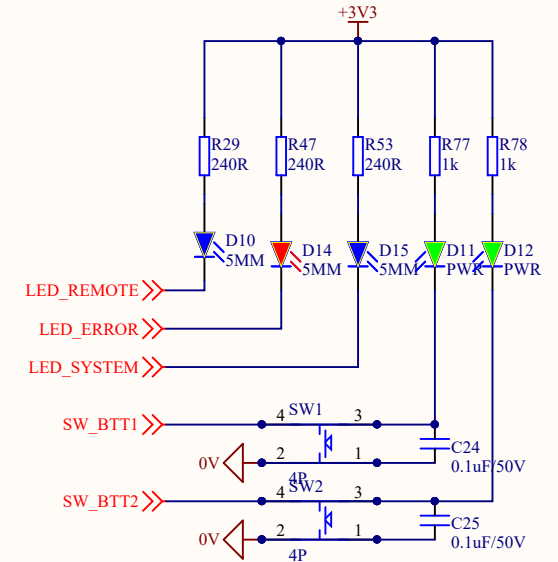 +3V3
R29 R47 R53 R77 R78
240R 240R 240R 1k 1k
D10 D14 D15 D11 D12
5MM 5MM 5MM PWR PWR
LED_REMOTE
LED_ERROR
LED_SYSTEM
SW_BTT1 4 SW1 3
0V 2 1 C24
4P 0.1uF/50V
SW_BTT2 4 SW2 3
0V 2 1 C25
4P 0.1uF/50V